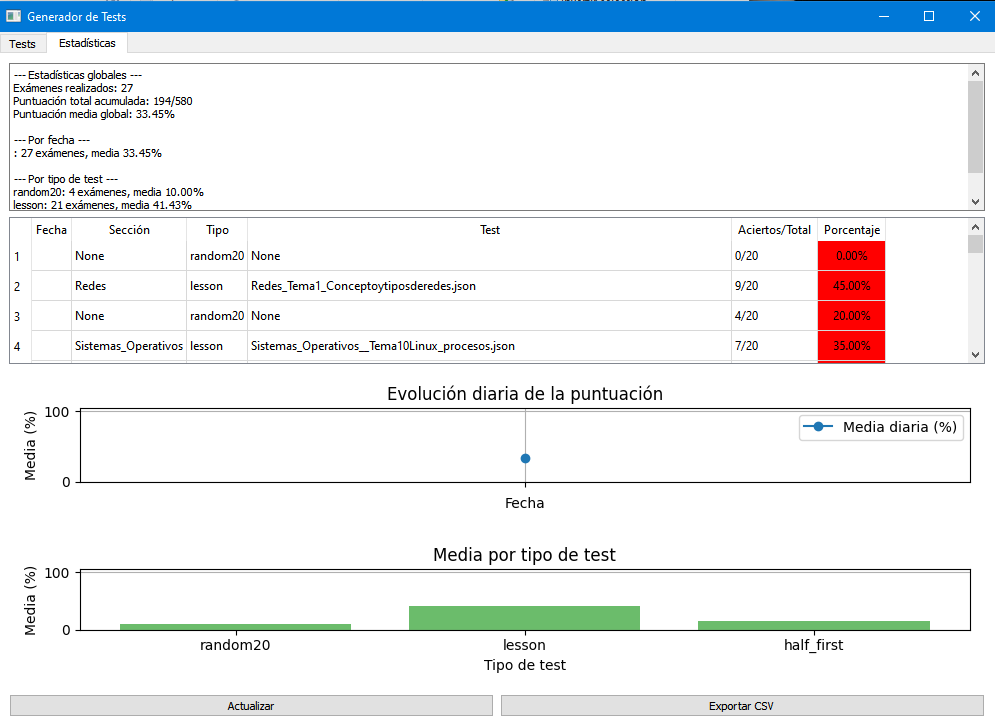 Generador de Tests
Tests Estadísticas
--- Estadísticas globales ---
Exámenes realizados: 27
Puntuación total acumulada: 194/580
Puntuación media global: 33.45%
--- Por fecha ---
: 27 exámenes, media 33.45%
--- Por tipo de test ---
random20: 4 exámenes, media 10.00%
lesson: 21 exámenes, media 41.43%
Fecha Sección Tipo Test Aciertos/Total Porcentaje
1 None random20 None 0/20 0.00%
2 Redes lesson Redes_Tema1_Conceptoytiposderedes.json 9/20 45.00%
3 None random20 None 4/20 20.00%
4 Sistemas_Operativos lesson Sistemas_Operativos__Tema10Linux_procesos.json 7/20 35.00%
Evolución diaria de la puntuación
Media (%)
100
0
Media diaria (%)
Fecha
Media por tipo de test
Media (%)
100
0
random20 lesson half_first
Tipo de test
Actualizar Exportar CSV